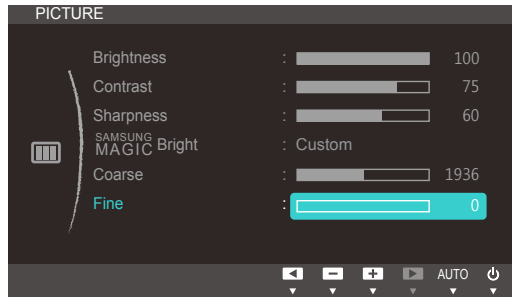 PICTURE
Brightness : 100
Contrast : 75
Sharpness : 60
SAMSUNG MAGIC Bright : Custom
Coarse : 1936
Fine : 0
AUTO